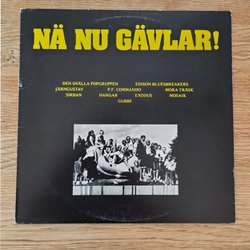 NÄ NU GÄVLAR!
DEN SNÄLLA POPGRUPPEN EDISON BLUESBREAKERS
JÄRNGUSTAV P.F. COMMANDO MORA TRÄSK
SIRBAN HANGAR EXODUS MOSAIK
GUBBE